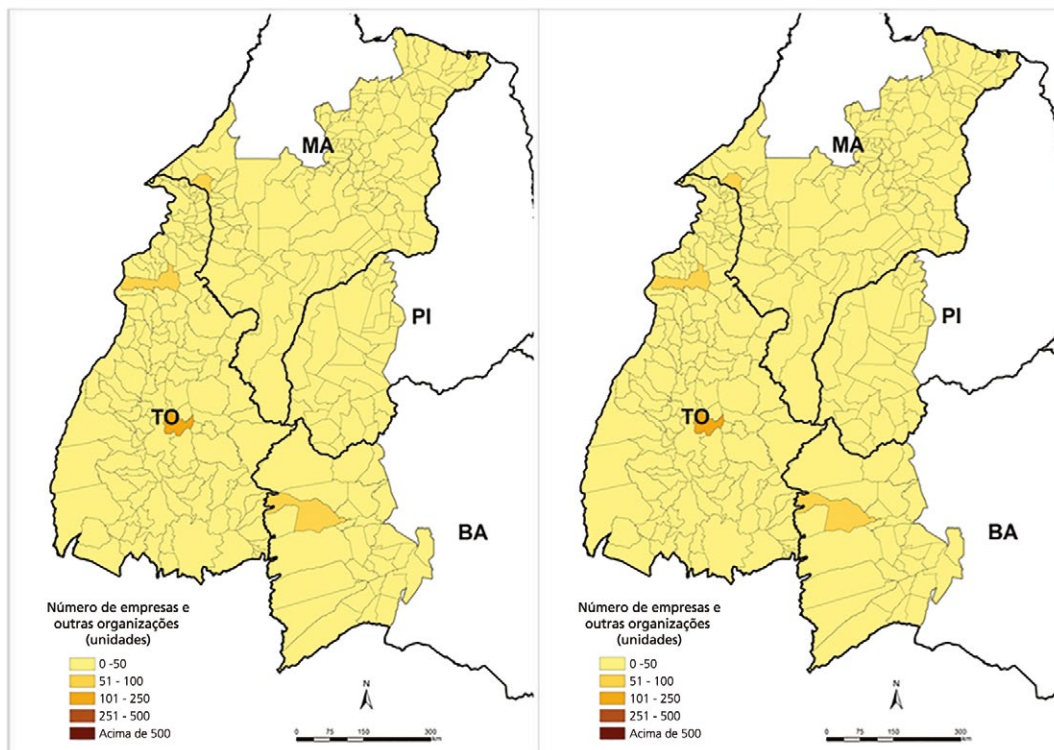 MA
PI
TO
BA
Número de empresas e
outras organizações
(unidades)
0 -50
51 - 100
101 - 250
251 - 500
Acima de 500
N
0 75 150 300
km
MA
PI
TO
BA
Número de empresas e
outras organizações
(unidades)
0 -50
51 - 100
101 - 250
251 - 500
Acima de 500
N
0 75 150 300
km